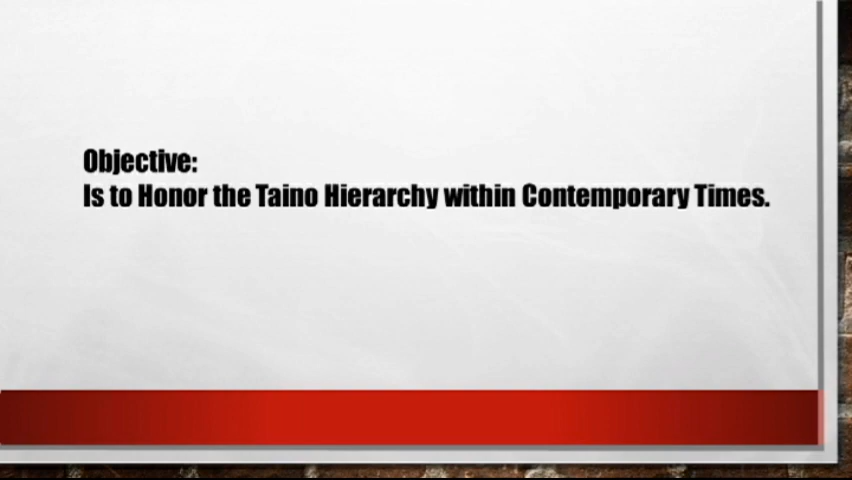 Objective:
Is to Honor the Taino Hierarchy within Contemporary Times.